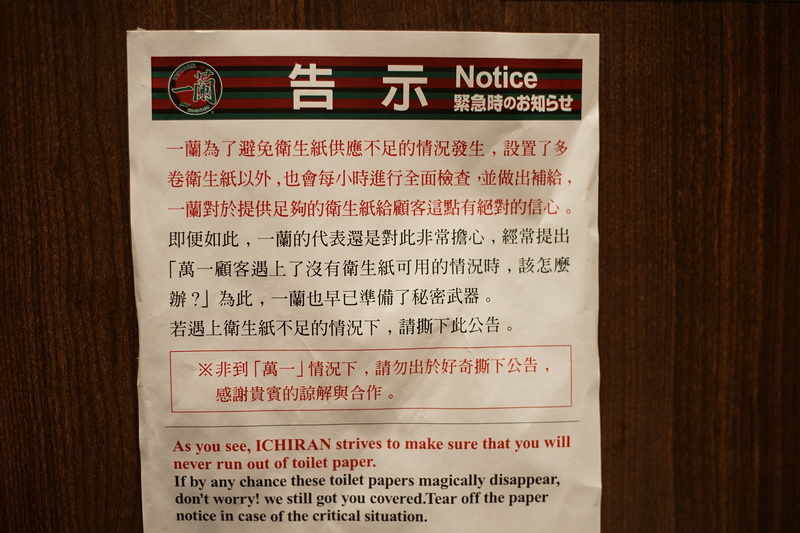 一蘭
告示
Notice
緊急時のお知らせ
一蘭為了避免衛生紙供應不足的情況發生，設置了多
卷衛生紙以外，也會每小時進行全面檢查，並做出補給，
一蘭對於提供足夠的衛生紙給顧客這點有絕對的信心。
即便如此，一蘭的代表還是對此非常擔心，經常提出
「萬一顧客遇上了沒有衛生紙可用的情況時，該怎麼
辦？」為此，一蘭也早已準備了秘密武器。
若遇上衛生紙不足的情況下，請撕下此公告。
※非到「萬一」情況下，請勿出於好奇撕下公告，
感謝貴賓的諒解與合作。
As you see, ICHIRAN strives to make sure that you will
never run out of toilet paper.
If by any chance these toilet papers magically disappear,
don't worry! we still got you covered.Tear off the paper
notice in case of the critical situation.